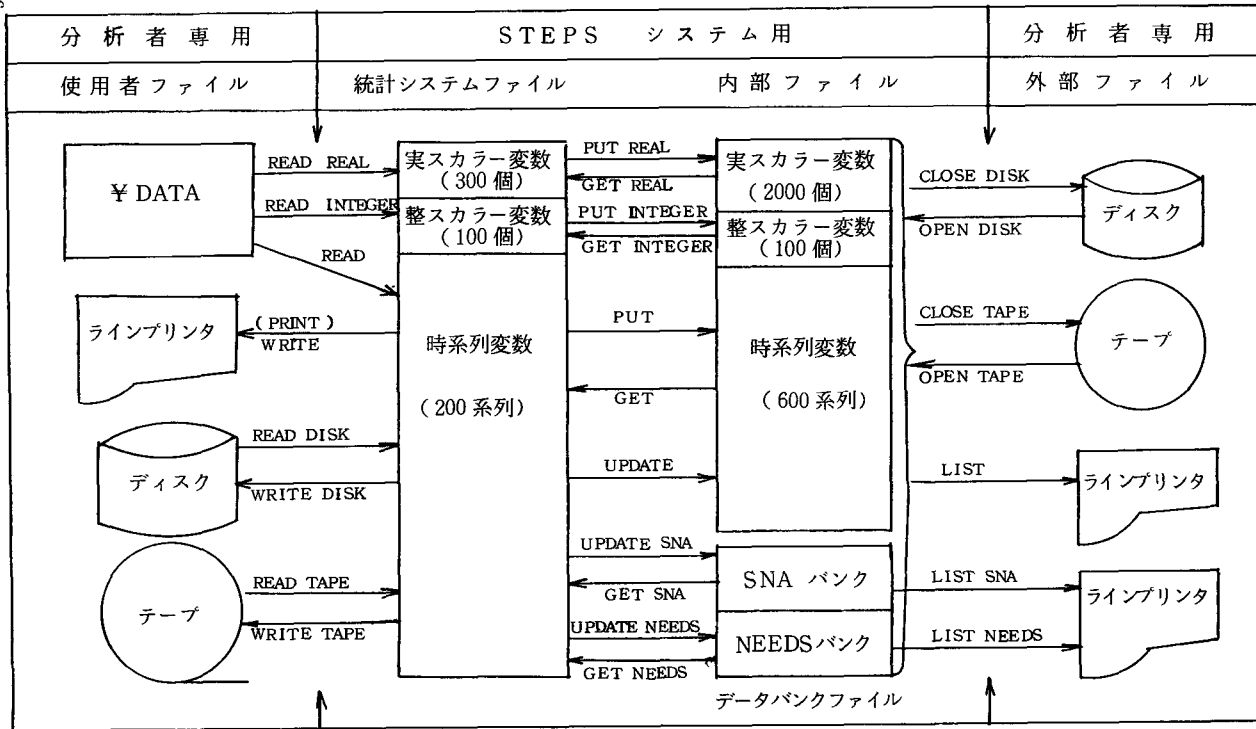 分析者専用
STEPS システム用
分析者専用
使用者ファイル
統計システムファイル
内部ファイル
外部ファイル
¥DATA
READ REAL
READ INTEGER
READ
ラインプリンタ
(PRINT)
WRITE
ディスク
READ DISK
WRITE DISK
テープ
READ TAPE
WRITE TAPE
実スカラー変数
(300個)
整スカラー変数
(100個)
時系列変数
(200系列)
PUT REAL
GET REAL
PUT INTEGER
GET INTEGER
PUT
GET
UPDATE
UPDATE SNA
GET SNA
UPDATE NEEDS
GET NEEDS
実スカラー変数
(2000個)
整スカラー変数
(100個)
時系列変数
(600系列)
SNA バンク
NEEDSバンク
データバンクファイル
CLOSE DISK
OPEN DISK
ディスク
CLOSE TAPE
OPEN TAPE
テープ
LIST
ラインプリンタ
LIST SNA
LIST NEEDS
ラインプリンタ